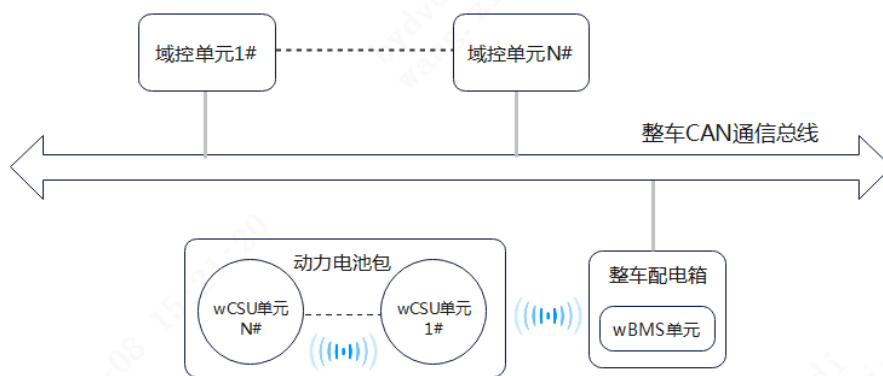 域控单元1#
域控单元N#
整车CAN通信总线
动力电池包
整车配电箱
wCSU单元
N#
wCSU单元
1#
wBMS单元